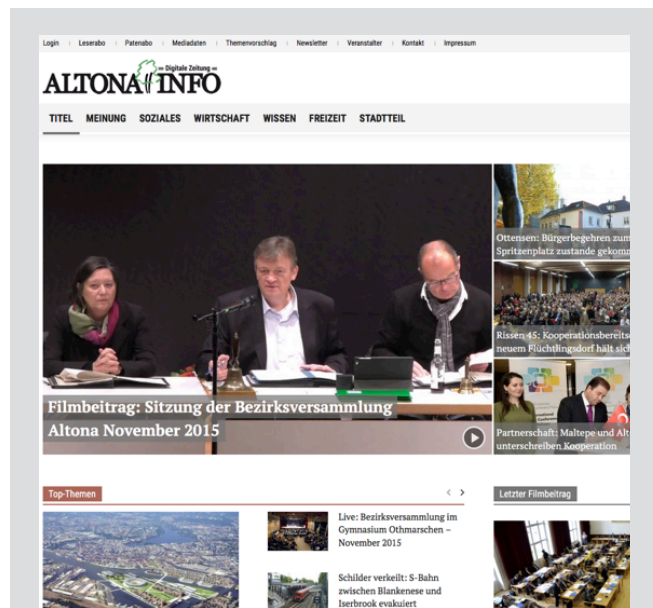 Login
Leserabo
Patenabo
Mediadaten
Themenvorschlag
Newsletter
Veranstalter
Kontakt
Impressum
Digitale Zeitung
ALTONA INFO
TITEL
MEINUNG
SOZIALES
WIRTSCHAFT
WISSEN
FREIZEIT
STADTTEIL
Filmbeitrag: Sitzung der Bezirksversammlung
Altona November 2015
Ottensen: Bürgerbegehren zum
Spritzenplatz zustande gekomm
Rissen 45: Kooperationsbereits
neuem Flüchtlingsdorf hält sich
Partnerschaft: Maltepe und Alt
unterschreiben Kooperation
Top-Themen
Live: Bezirksversammlung im
Gymnasium Othmarschen –
November 2015
Schilder verkeilt: S-Bahn
zwischen Blankenese und
Iserbrook evakuiert
Letzter Filmbeitrag